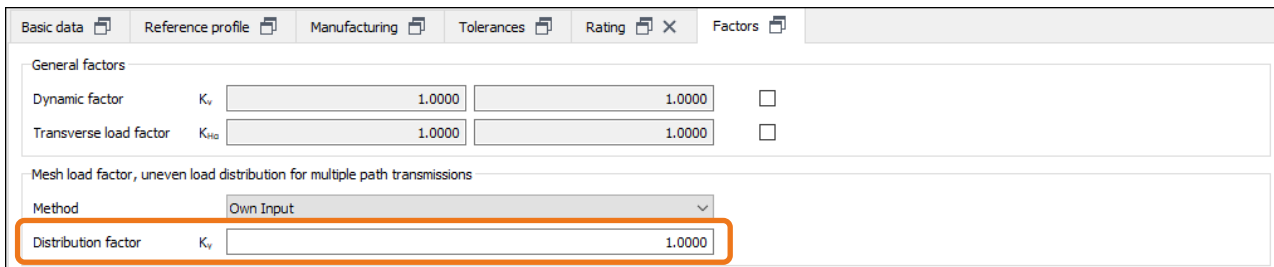 Basic data Reference profile Manufacturing Tolerances Rating Factors
General factors
Dynamic factor Kᵥ 1.0000 1.0000
Transverse load factor K_Hα 1.0000 1.0000
Mesh load factor, uneven load distribution for multiple path transmissions
Method Own Input
Distribution factor Kᵧ 1.0000